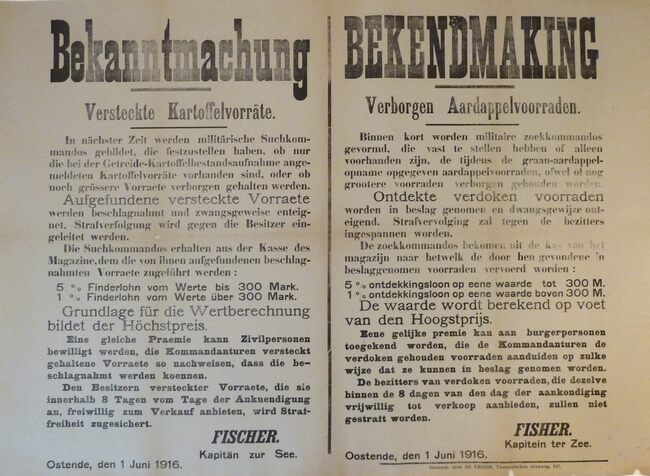 Bekanntmachung
Versteckte Kartoffelvorräte.
In nächster Zeit werden militärische Suchkom-
mandos gebildet, die festzustellen haben, ob nur
die bei der Getreide-Kartoffelbestandsaufnahme ange-
meldeten Kartoffelvorräte vorhanden sind, oder ob
noch grössere Vorraete verborgen gehalten werden.
Aufgefundene versteckte Vorraete
werden beschlagnahmt und zwangsgeweise enteig-
net. Strafverfolgung wird gegen die Besitzer ein-
geleitet werden.
Die Suchkommandos erhalten aus der Kasse des
Magazines, dem die von ihnen aufgefundenen beschlag-
nahmten Vorraete zugeführt werden :
5 % Finderlohn vom Werte bis 300 Mark.
1 % Finderlohn vom Werte über 300 Mark.
Grundlage für die Wertberechnung
bildet der Höchstpreis.
Eine gleiche Praemie kann Zivilpersonen
bewilligt werden, die Kommandanturen versteckt
gehaltene Vorraete so nachweisen, dass die be-
schlagnahmt werden koennen.
Den Besitzern versteckter Vorraete, die sie
innerhalb 8 Tagen vom Tage der Ankuendigung
an, freiwillig zum Verkauf anbieten, wird Straf-
freiheit zugesichert.
FISCHER.
Kapitän zur See.
Ostende, den 1 Juni 1916.
BEKENDMAKING
Verborgen Aardappelvoorraden.
Binnen kort worden militaire zoekkommandos
gevormd, die vast te stellen hebben of alleen
voorhanden zijn, de tijdens de graan-aardappel-
opname opgegeven aardappelvoorraden, ofwel of nog
grootere voorraden verborgen gehouden worden.
Ontdekte verdoken voorraden
worden in beslag genomen en dwangsgewijze ont-
eigend. Strafvervolging zal tegen de bezitters
ingespannen worden.
De zoekkommandos bekomen uit de kas van het
magazijn naar hetwelk de door hen gevondene in
beslaggenomen voorraden vervoerd worden :
5 % ontdekkingsloon op eene waarde tot 300 M.
1 % ontdekkingsloon op eene waarde boven 300 M.
De waarde wordt berekend op voet
van den Hoogstprijs.
Eene gelijke premie kan aan burgerpersonen
toegekend worden, die de Kommandanturen de
verdoken gehouden voorraden aanduiden op zulke
wijze dat ze kunnen in beslag genomen worden.
De bezitters van verdoken voorraden, die dezelve
binnen de 8 dagen van den dag der aankondiging
vrijwillig tot verkoop aanbieden, zullen niet
gestraft worden.
FISHER.
Kapitein ter Zee.
Oostende, den 1 Juni 1916.